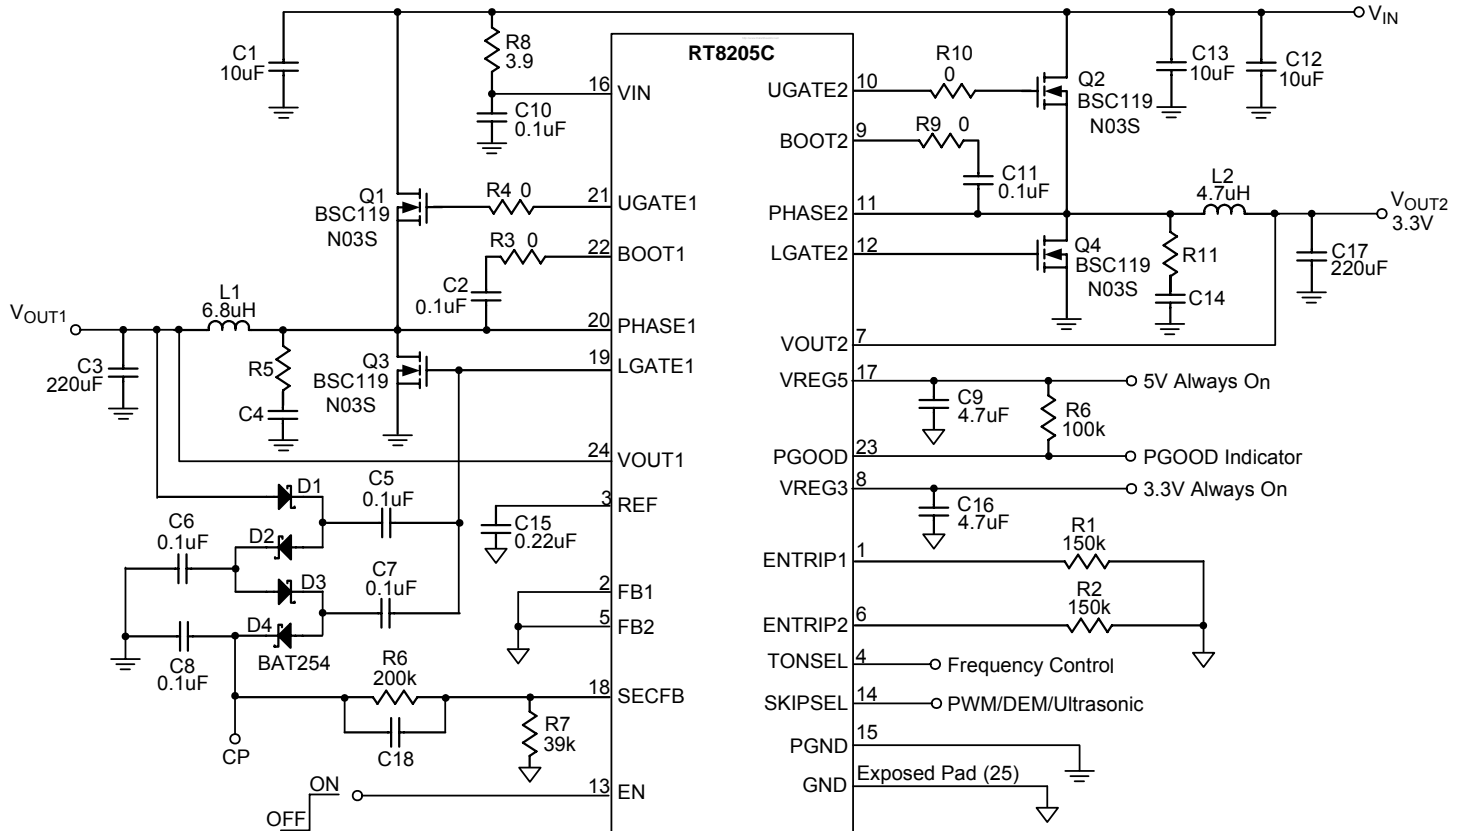 V_IN
C1
10uF
R8
3.9
RT8205C
R10
0
C13
10uF
C12
10uF
16 VIN
C10
0.1uF
UGATE2 10
Q2
BSC119
N03S
R9 0
BOOT2 9
C11
0.1uF
Q1
BSC119
N03S
R4 0
21 UGATE1
PHASE2 11
L2
4.7uH
V_OUT2
3.3V
R3 0
22 BOOT1
LGATE2 12
Q4
BSC119
N03S
R11
C14
C17
220uF
C2
0.1uF
V_OUT1
L1
6.8uH
20 PHASE1
VOUT2 7
C3
220uF
R5
C4
Q3
BSC119
N03S
19 LGATE1
VREG5 17
5V Always On
C9
4.7uF
R6
100k
24 VOUT1
PGOOD 23
PGOOD Indicator
D1
C5
0.1uF
3 REF
VREG3 8
3.3V Always On
C15
0.22uF
C16
4.7uF
C6
0.1uF
D2
D3
C7
0.1uF
ENTRIP1 1
R1
150k
2 FB1
5 FB2
R2
150k
ENTRIP2 6
D4
BAT254
C8
0.1uF
TONSEL 4
Frequency Control
R6
200k
18 SECFB
SKIPSEL 14
PWM/DEM/Ultrasonic
C18
R7
39k
PGND 15
CP
GND
Exposed Pad (25)
ON
OFF
13 EN